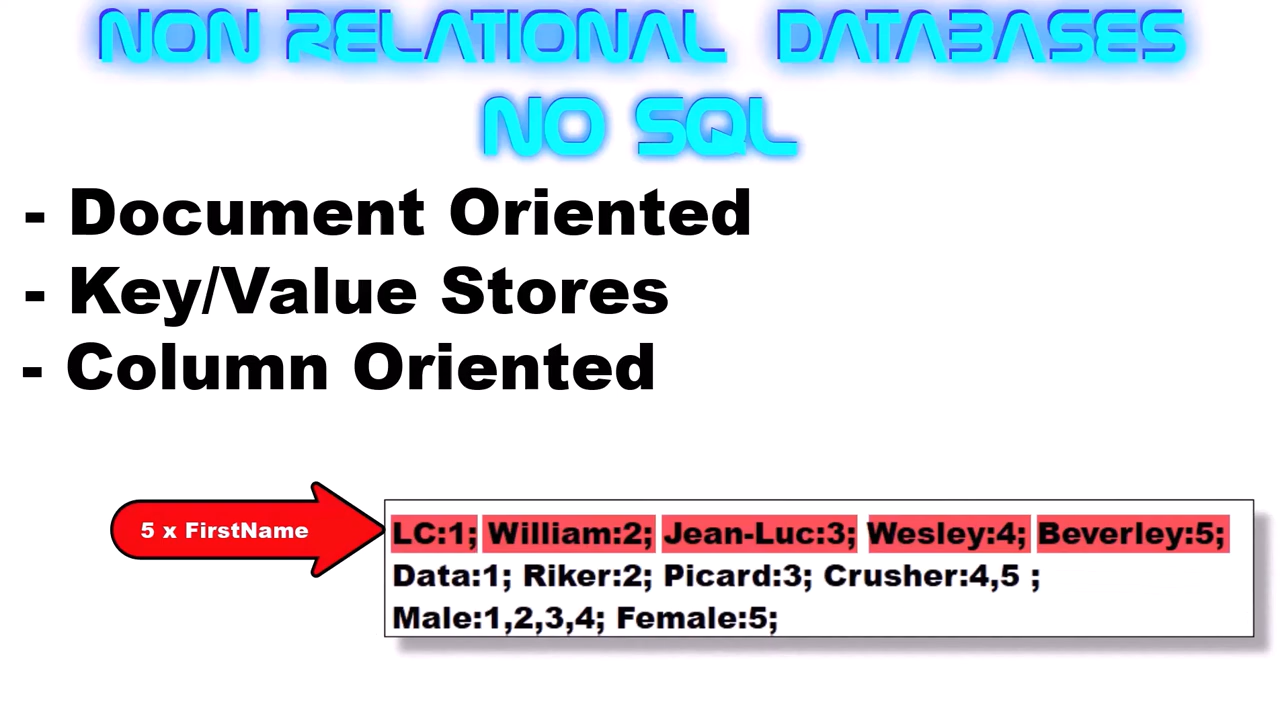 NON RELATIONAL DATABASES
NO SQL
- Document Oriented
- Key/Value Stores
- Column Oriented
5 x FirstName
LC:1; William:2; Jean-Luc:3; Wesley:4; Beverley:5;
Data:1; Riker:2; Picard:3; Crusher:4,5 ;
Male:1,2,3,4; Female:5;